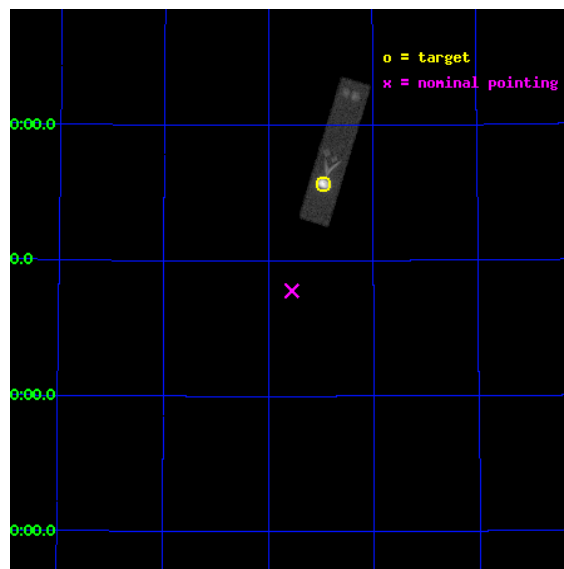 o = target
x = nominal pointing
0:00.0
0.0
0:00.0
0:00.0